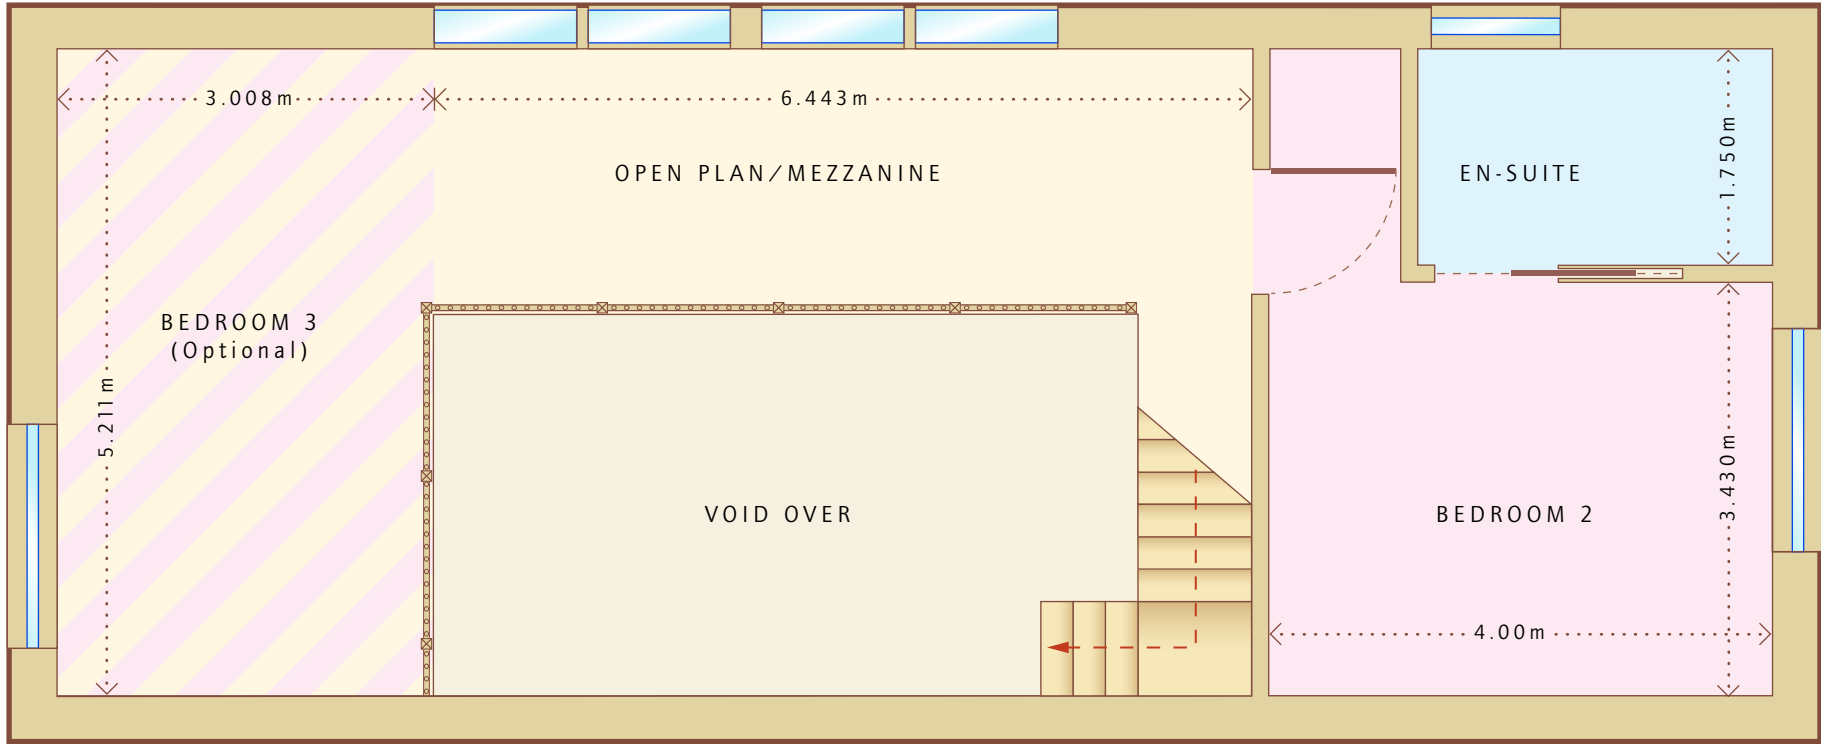 3.008m
6.443m
OPEN PLAN/MEZZANINE
EN-SUITE
1.750m
BEDROOM 3
(Optional)
5.211m
VOID OVER
BEDROOM 2
3.430m
4.00m